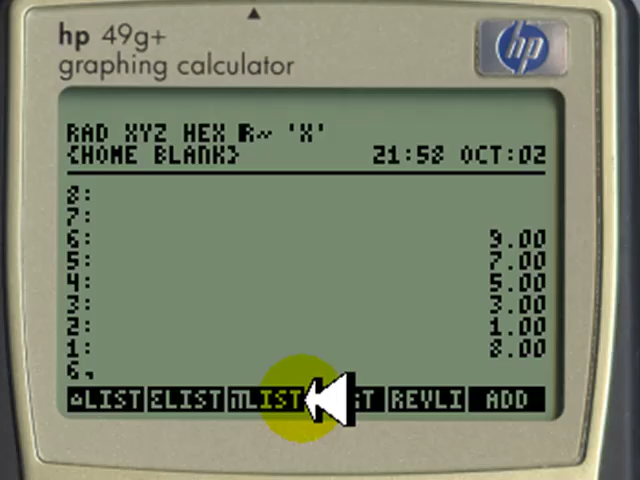 hp 49g+
graphing calculator
hp
RAD XYZ HEX R~ 'X'
{HOME BLANK}
21:58 OCT:02
8:
7:
6: 9.00
5: 7.00
4: 5.00
3: 3.00
2: 1.00
1: 8.00
6,
ΔLIST ΣLIST ΠLIST REVLI ADD